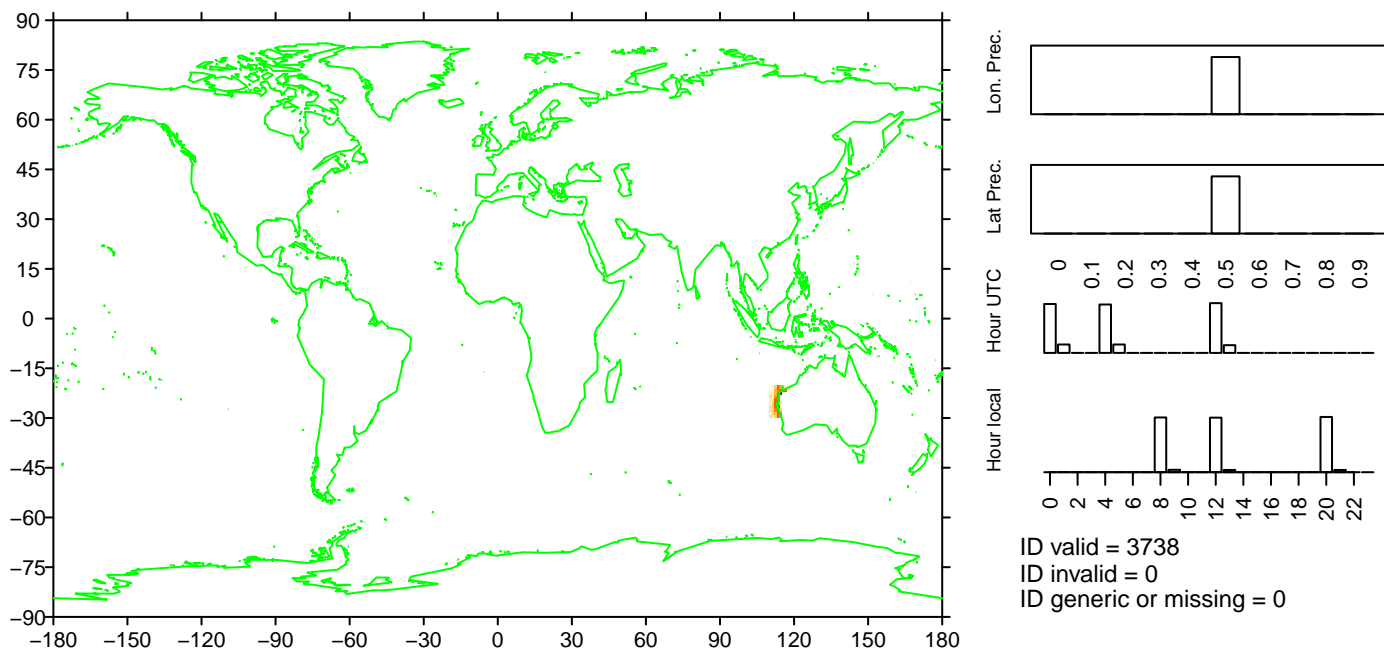 90
75
60
45
30
15
0
−15
−30
−45
−60
−75
−90
−180 −150 −120 −90 −60 −30 0 30 60 90 120 150 180
Lon. Prec.
Lat Prec.
0 0.1 0.2 0.3 0.4 0.5 0.6 0.7 0.8 0.9
Hour UTC
Hour local
0 2 4 6 8 10 12 14 16 18 20 22
ID valid = 3738
ID invalid = 0
ID generic or missing = 0